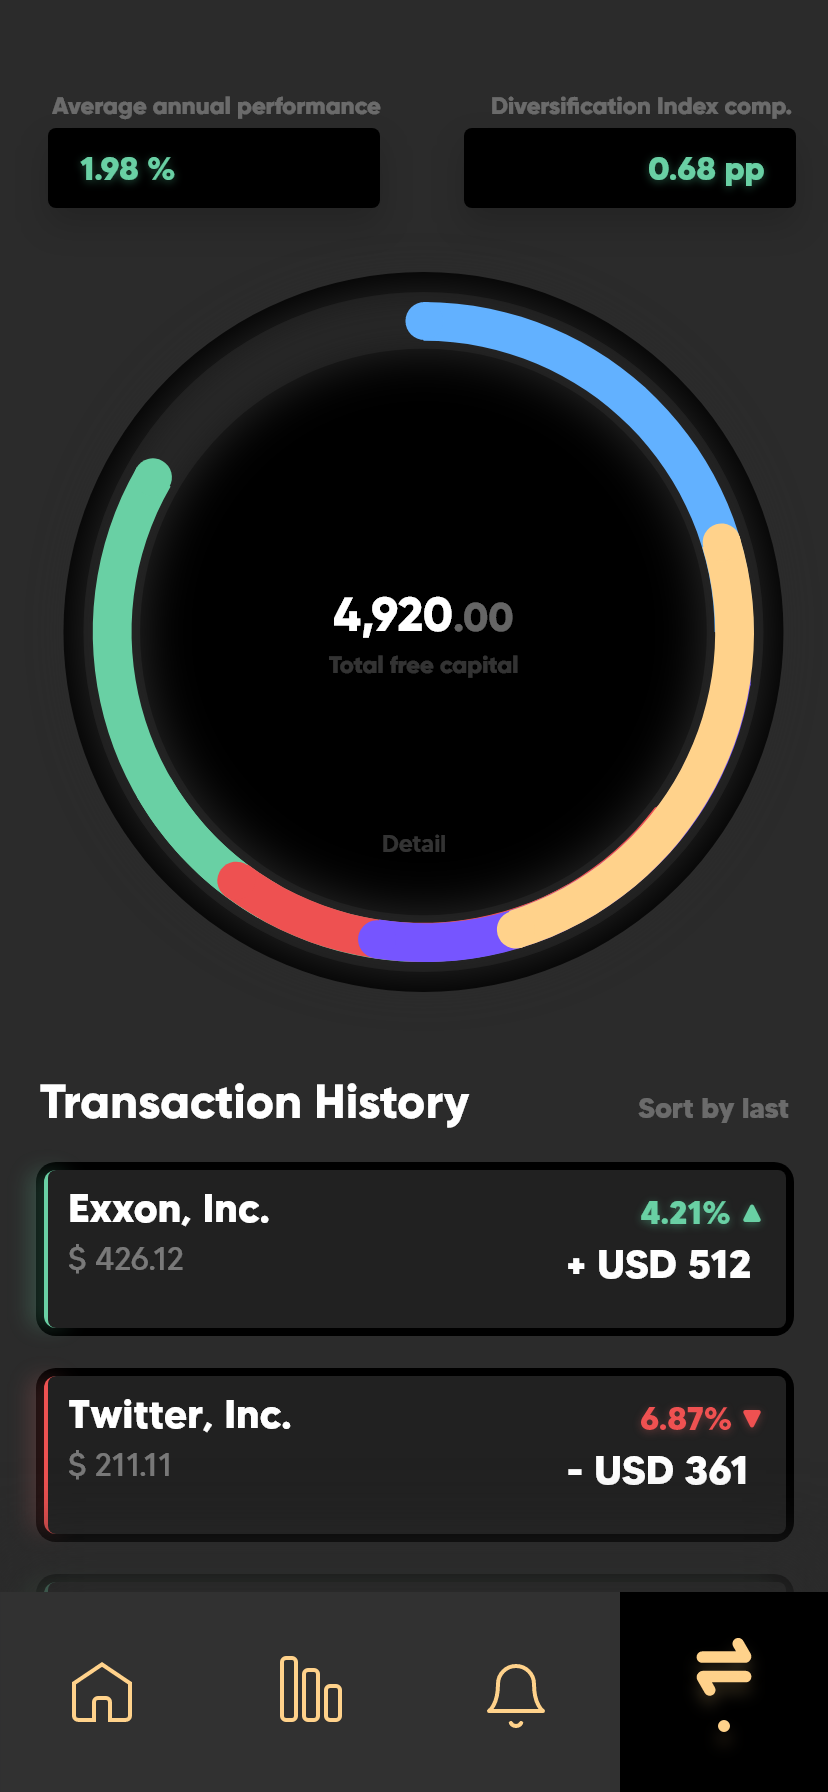 Average annual performance
Diversification Index comp.
1.98 %
0.68 pp
4,920.00
Total free capital
Detail
Transaction History
Sort by last
Exxon, Inc.
4.21% ▲
$ 426.12
+ USD 512
Twitter, Inc.
6.87% ▼
$ 211.11
- USD 361